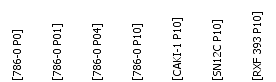 [786-0 P0]
[786-0 P01]
[786-0 P04]
[786-0 P10]
[CAKI-1 P10]
[SN12C P10]
[RXF 393 P10]